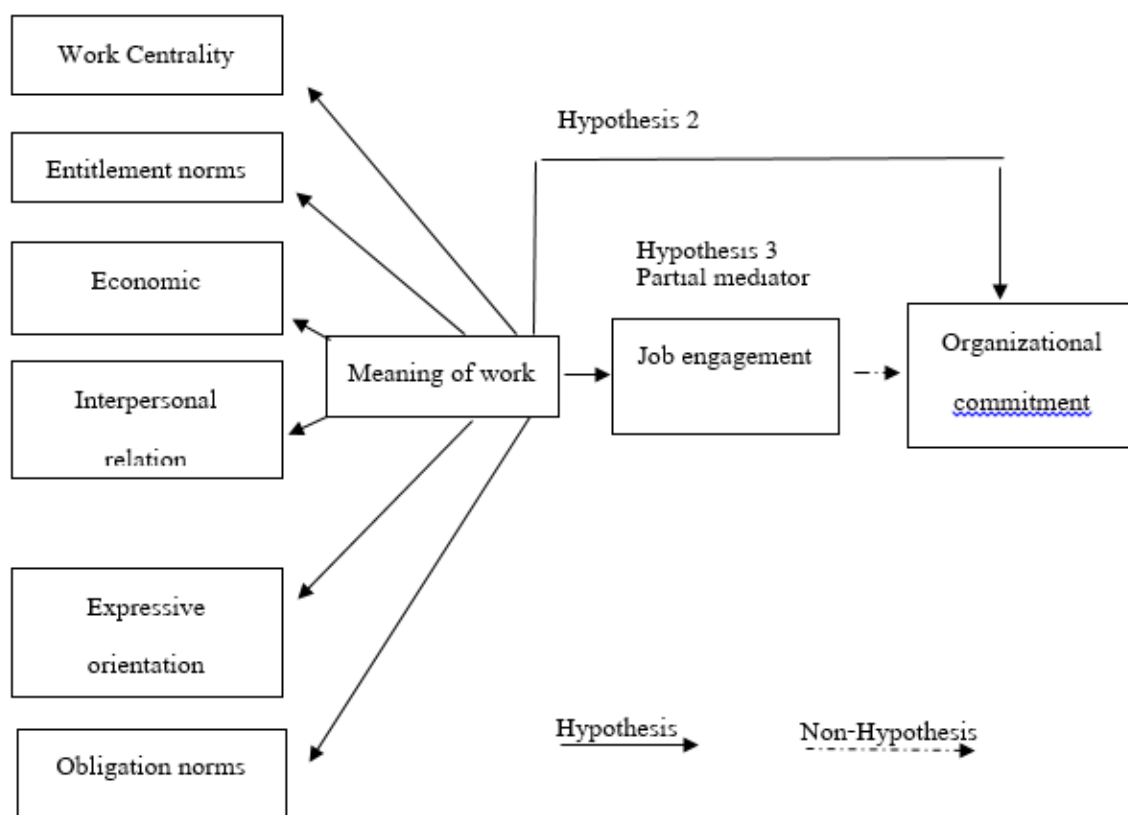 Work Centrality
Entitlement norms
Economic
Interpersonal
relation
Expressive
orientation
Obligation norms
Meaning of work
Hypothesis 2
Hypothesis 3
Partial mediator
Job engagement
Organizational
commitment
Hypothesis
Non-Hypothesis